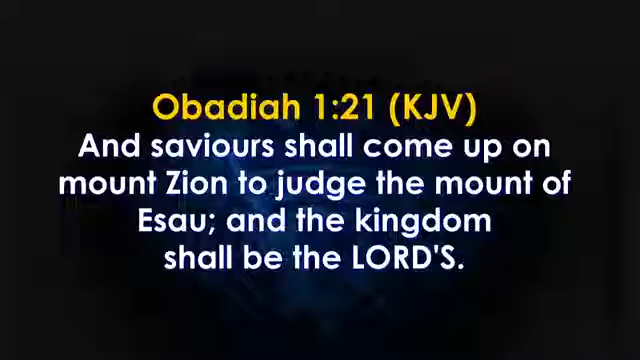 Obadiah 1:21 (KJV)
And saviours shall come up on
mount Zion to judge the mount of
Esau; and the kingdom
shall be the LORD'S.